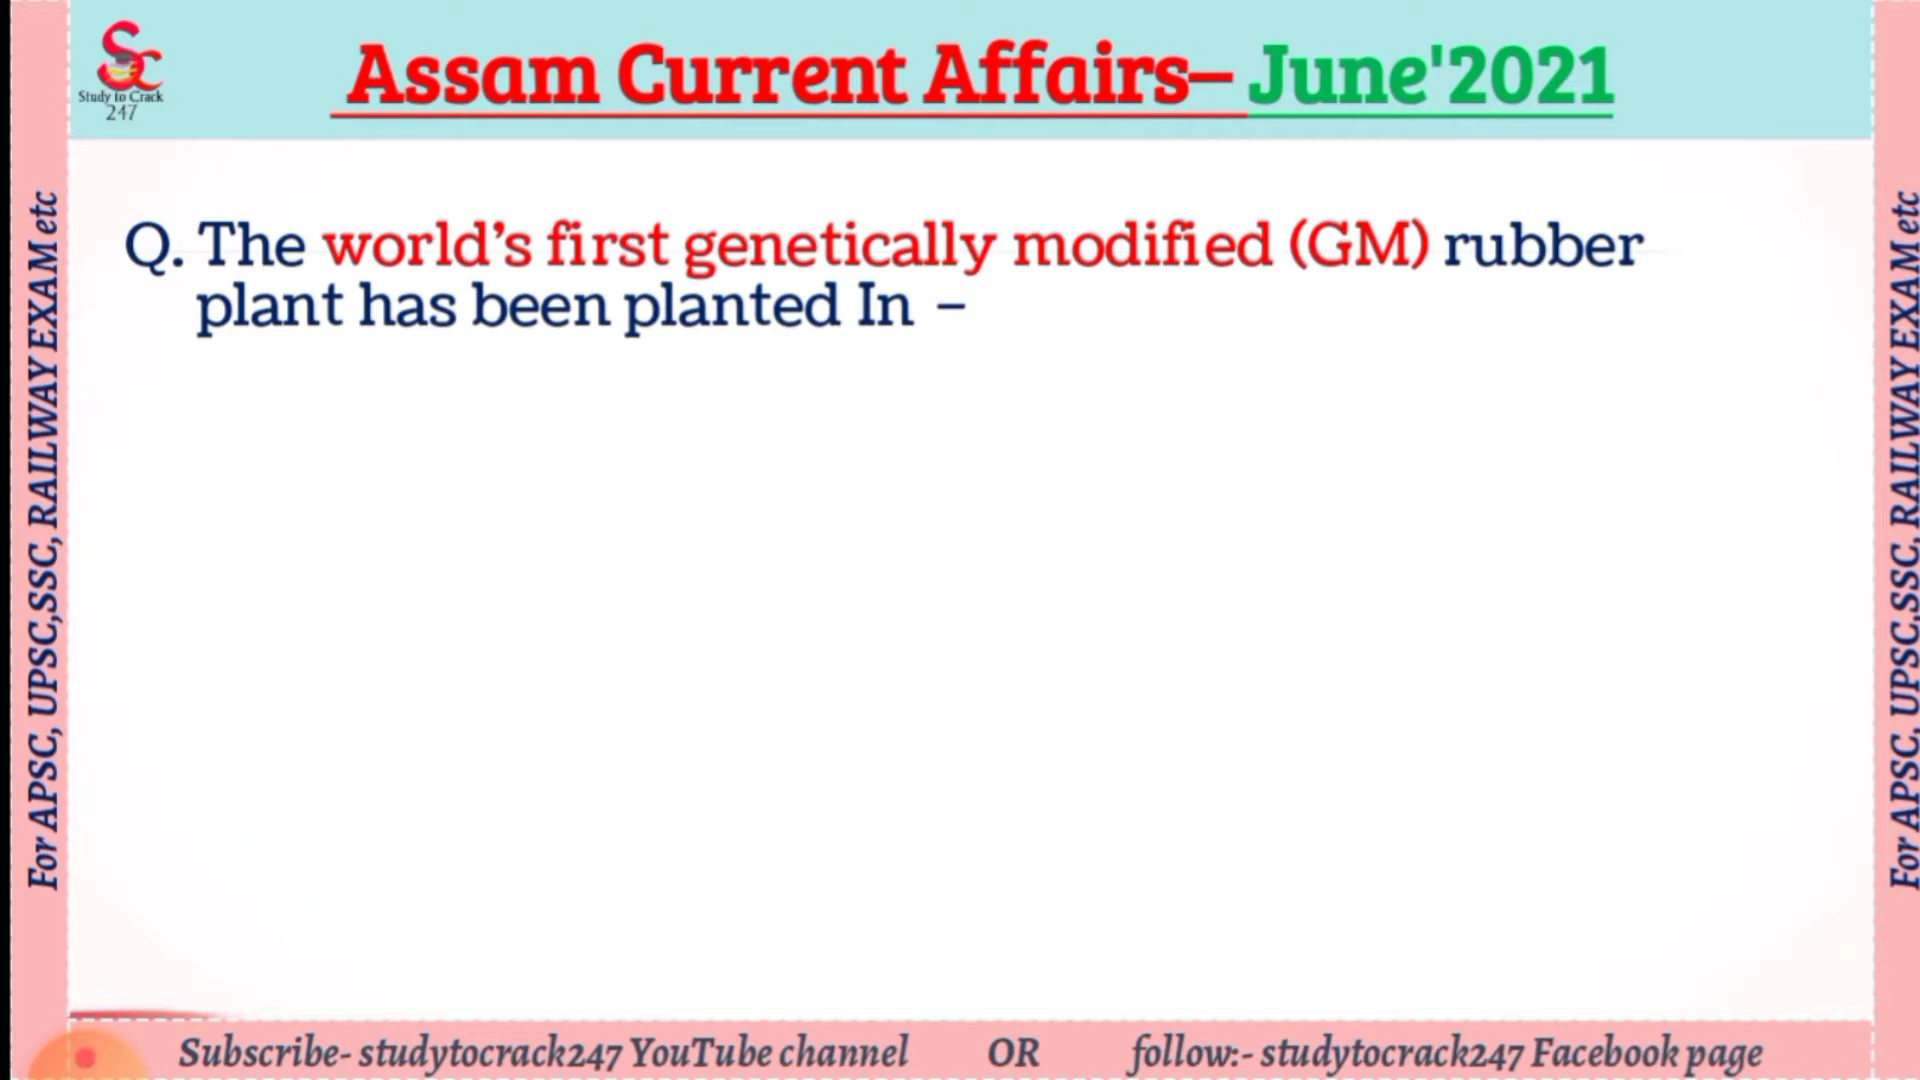 Sc
Study to Crack
247
Assam Current Affairs– June'2021
For APSC, UPSC,SSC, RAILWAY EXAM etc
Q. The world’s first genetically modified (GM) rubber
plant has been planted In –
For APSC, UPSC,SSC, RAILWAY EXAM etc
Subscribe- studytocrack247 YouTube channel OR follow:- studytocrack247 Facebook page